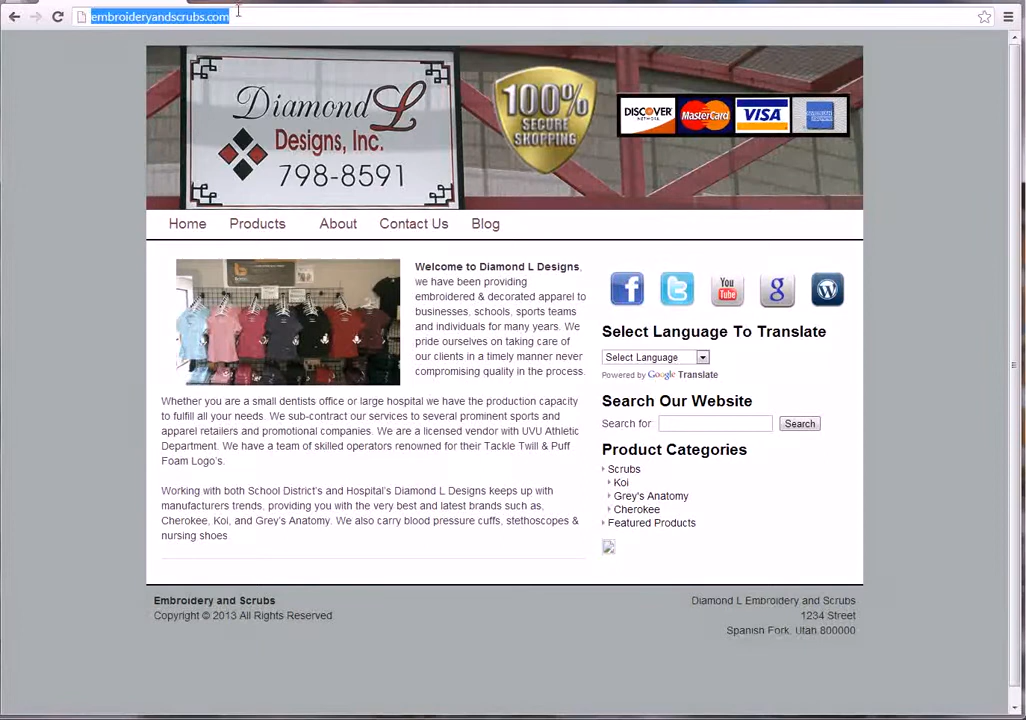 embroideryandscrubs.com
Diamond L
Designs, Inc.
798-8591
100%
SECURE
SHOPPING
DISCOVER
NETWORK
MasterCard
VISA
Home Products About Contact Us Blog
Welcome to Diamond L Designs,
we have been providing
embroidered & decorated apparel to
businesses, schools, sports teams
and individuals for many years. We
pride ourselves on taking care of
our clients in a timely manner never
compromising quality in the process.
Whether you are a small dentists office or large hospital we have the production capacity
to fulfill all your needs. We sub-contract our services to several prominent sports and
apparel retailers and promotional companies. We are a licensed vendor with UVU Athletic
Department. We have a team of skilled operators renowned for their Tackle Twill & Puff
Foam Logo's.
Working with both School District's and Hospital's Diamond L Designs keeps up with
manufacturers trends, providing you with the very best and latest brands such as,
Cherokee, Koi, and Grey's Anatomy. We also carry blood pressure cuffs, stethoscopes &
nursing shoes
f t You Tube g W
Select Language To Translate
Select Language
Powered by Google Translate
Search Our Website
Search for Search
Product Categories
Scrubs
Koi
Grey's Anatomy
Cherokee
Featured Products
Embroidery and Scrubs
Copyright © 2013 All Rights Reserved
Diamond L Embroidery and Scrubs
1234 Street
Spanish Fork, Utah 800000